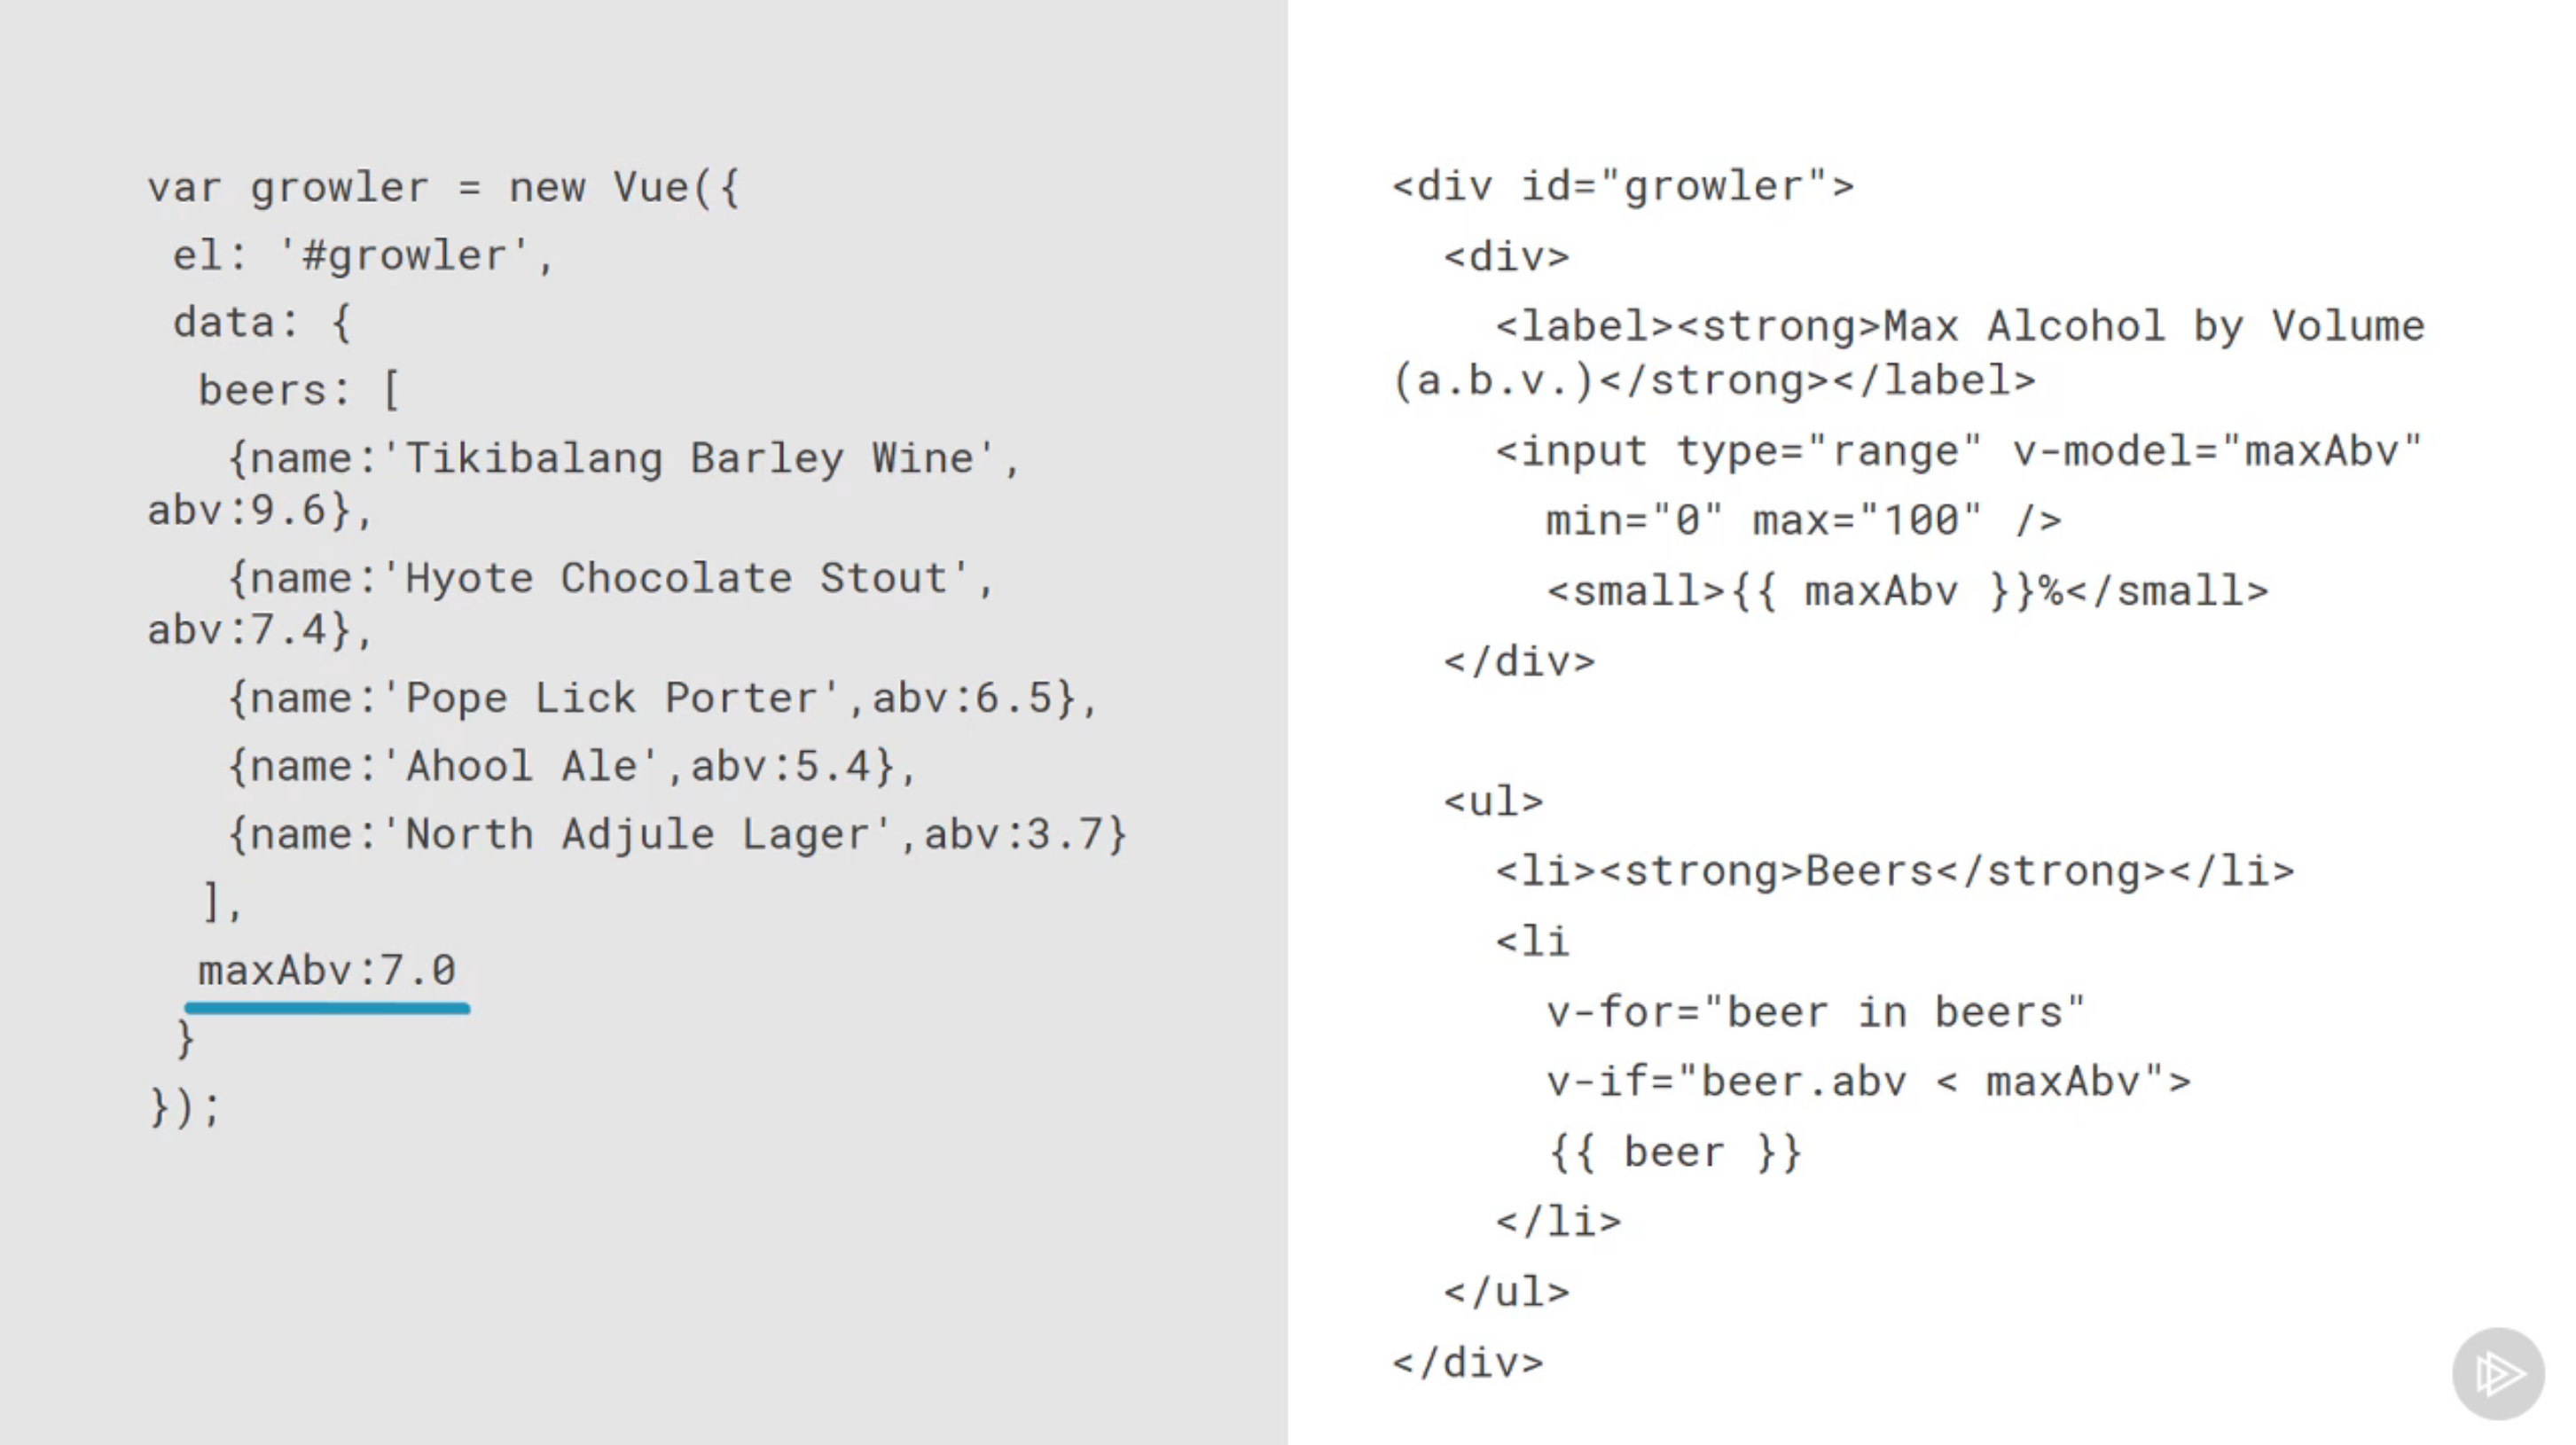 var growler = new Vue({
el: '#growler',
data: {
beers: [
{name:'Tikibalang Barley Wine',
abv:9.6},
{name:'Hyote Chocolate Stout',
abv:7.4},
{name:'Pope Lick Porter',abv:6.5},
{name:'Ahool Ale',abv:5.4},
{name:'North Adjule Lager',abv:3.7}
],
maxAbv:7.0
}
});
<div id="growler">
<div>
<label><strong>Max Alcohol by Volume
(a.b.v.)</strong></label>
<input type="range" v-model="maxAbv"
min="0" max="100" />
<small>{{ maxAbv }}%</small>
</div>
<ul>
<li><strong>Beers</strong></li>
<li
v-for="beer in beers"
v-if="beer.abv < maxAbv">
{{ beer }}
</li>
</ul>
</div>